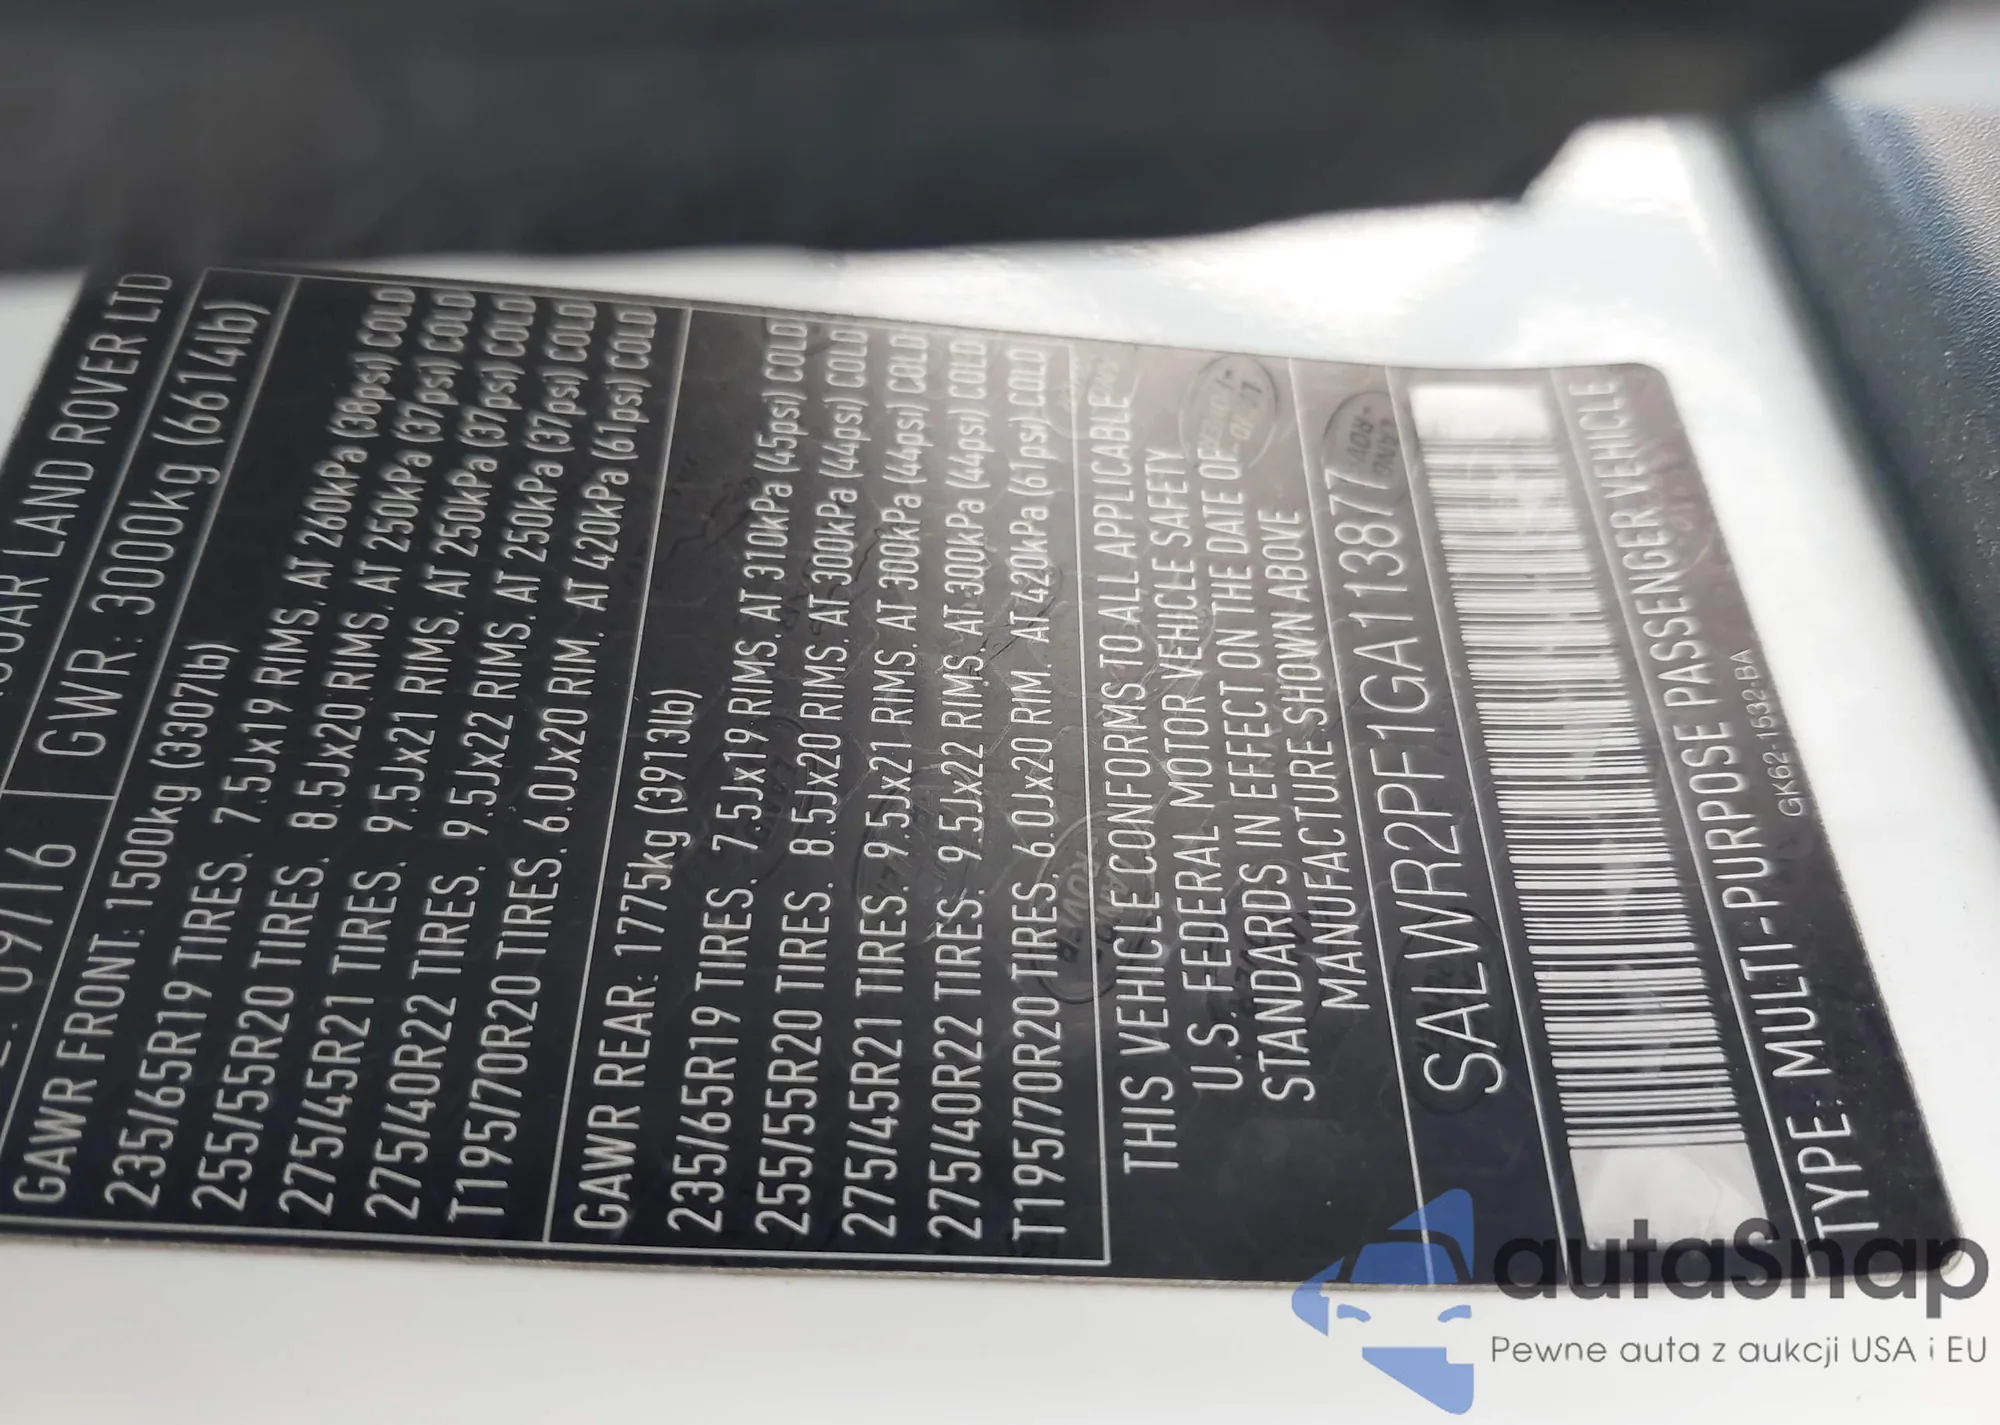 LAND ROVER LTD
09/16 GWR: 3000kg (6614lb)
GAWR FRONT: 1500kg (3307lb)
235/65R19 TIRES. 7.5Jx19 RIMS. AT 260kPa (38psi) COLD
255/55R20 TIRES. 8.5Jx20 RIMS. AT 250kPa (37psi) COLD
275/45R21 TIRES. 9.5Jx21 RIMS. AT 250kPa (37psi) COLD
275/40R22 TIRES. 9.5Jx22 RIMS. AT 250kPa (37psi) COLD
T195/70R20 TIRES. 6.0Jx20 RIM. AT 420kPa (61psi) COLD
GAWR REAR: 1775kg (3913lb)
235/65R19 TIRES. 7.5Jx19 RIMS. AT 310kPa (45psi) COLD
255/55R20 TIRES. 8.5Jx20 RIMS. AT 300kPa (44psi) COLD
275/45R21 TIRES. 9.5Jx21 RIMS. AT 300kPa (44psi) COLD
275/40R22 TIRES. 9.5Jx22 RIMS. AT 300kPa (44psi) COLD
T195/70R20 TIRES. 6.0Jx20 RIM. AT 420kPa (61psi) COLD
THIS VEHICLE CONFORMS TO ALL APPLICABLE
U.S. FEDERAL MOTOR VEHICLE SAFETY
STANDARDS IN EFFECT ON THE DATE OF
MANUFACTURE SHOWN ABOVE
SALWR2PF1GA113877
TYPE: MULTI-PURPOSE PASSENGER VEHICLE
GK62-1532-BA
autaSnap
Pewne auta z aukcji USA i EU